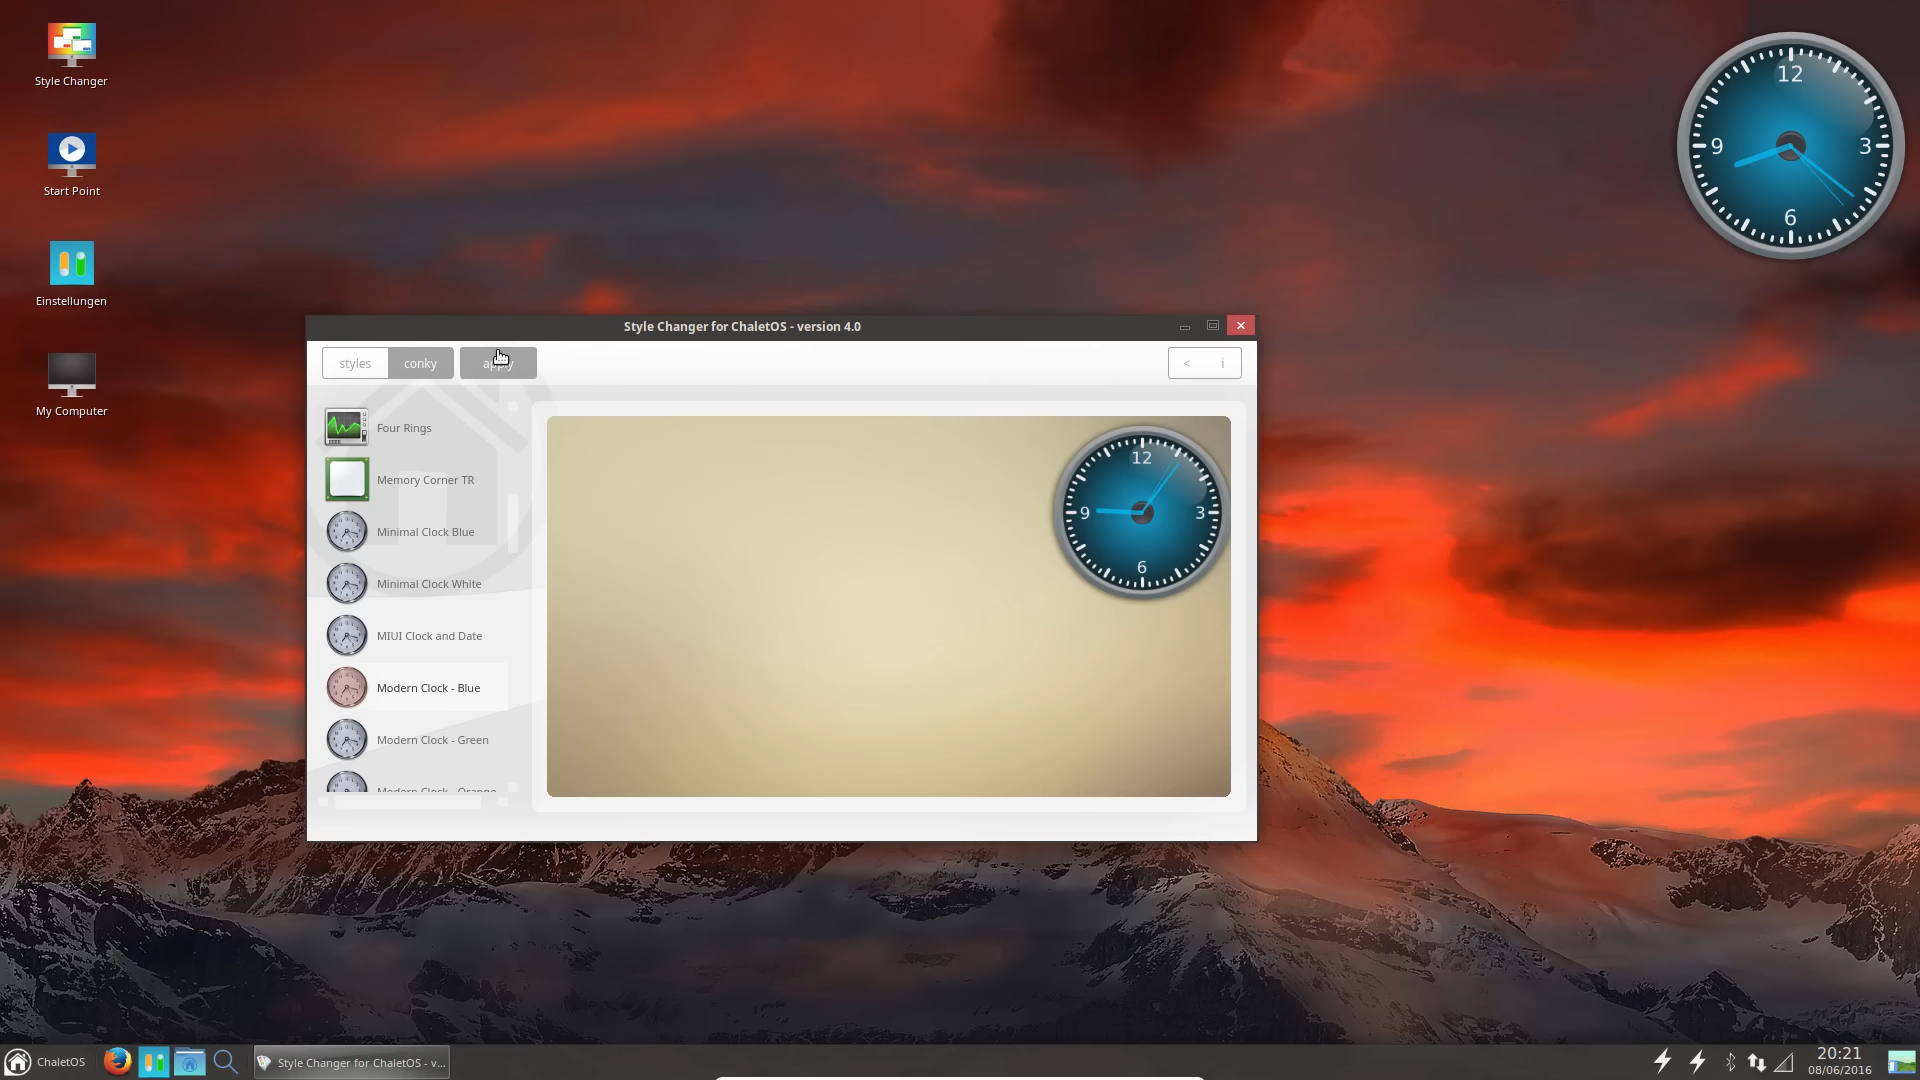 Style Changer
Start Point
Einstellungen
My Computer
12
9
3
6
Style Changer for ChaletOS - version 4.0
styles
conky
apply
<
i
Four Rings
Memory Corner TR
Minimal Clock Blue
Minimal Clock White
MIUI Clock and Date
Modern Clock - Blue
Modern Clock - Green
Modern Clock - Orange
12
9
3
6
ChaletOS
Style Changer for ChaletOS - v...
20:21
08/06/2016